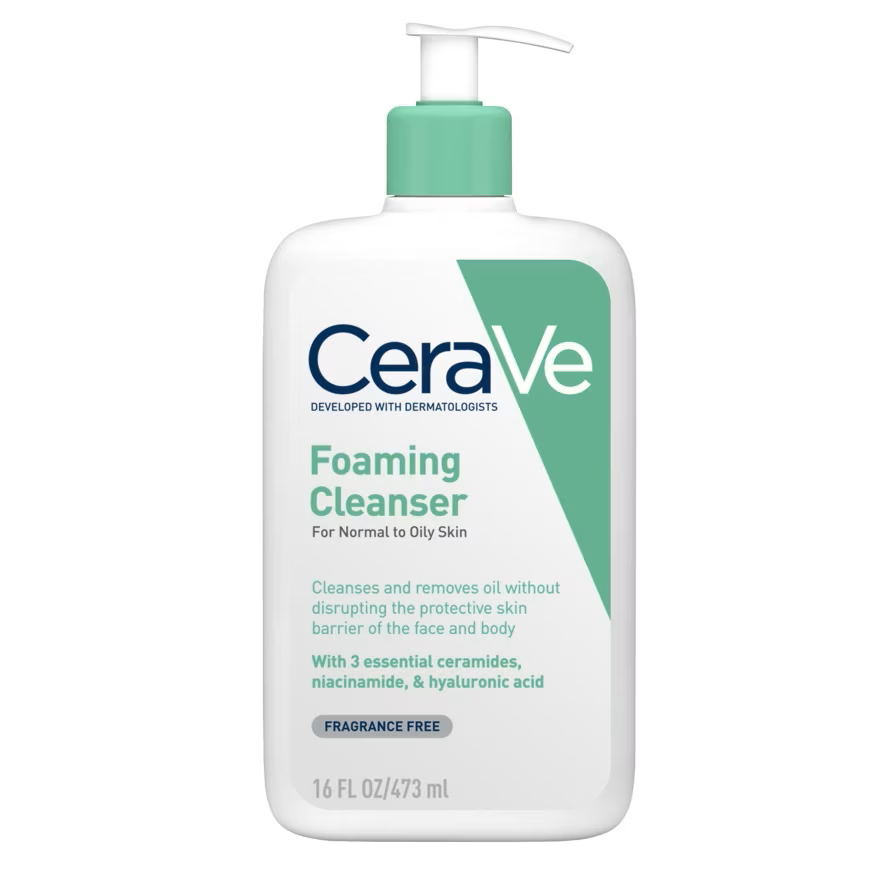 CeraVe
DEVELOPED WITH DERMATOLOGISTS
Foaming
Cleanser
For Normal to Oily Skin
Cleanses and removes oil without
disrupting the protective skin
barrier of the face and body
With 3 essential ceramides,
niacinamide, & hyaluronic acid
FRAGRANCE FREE
16 FL OZ/473 ml